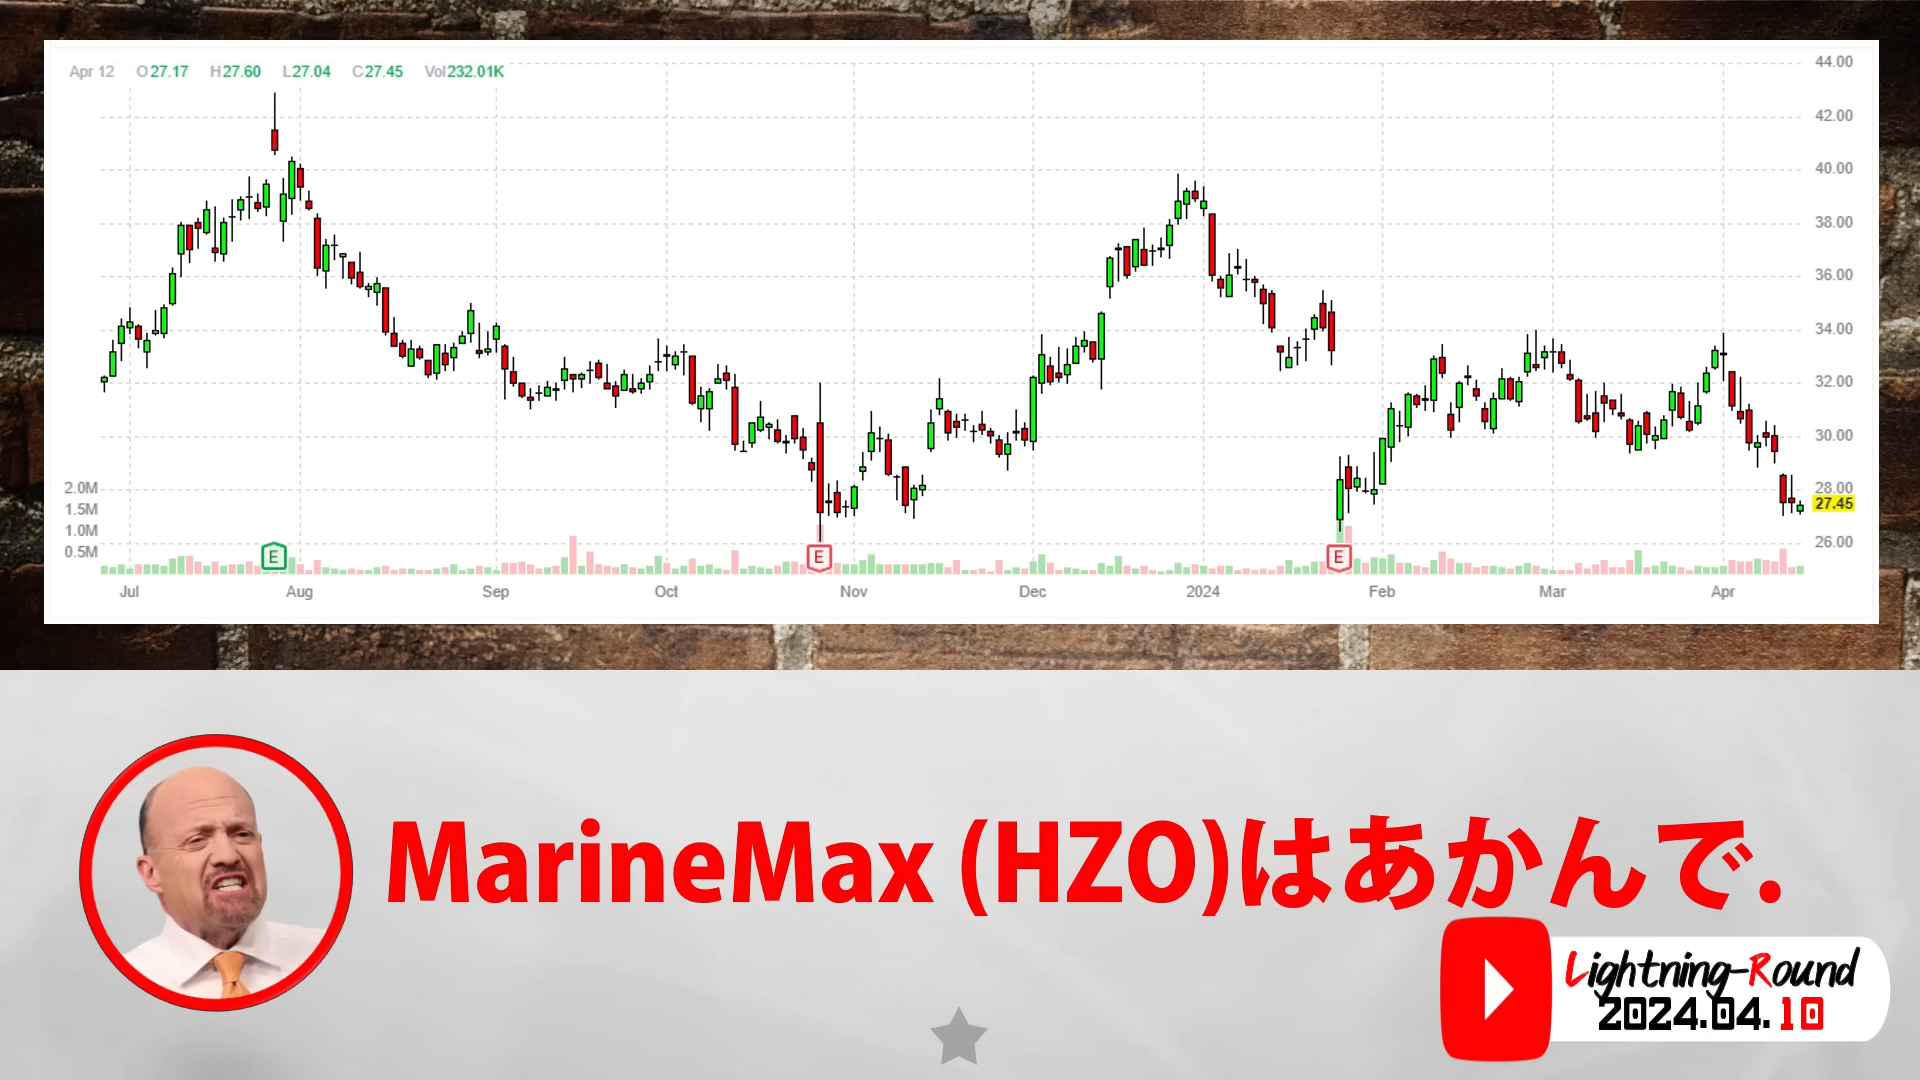 Apr 12 O27.17 H27.60 L27.04 C27.45 Vol232.01K
44.00
42.00
40.00
38.00
36.00
34.00
32.00
30.00
28.00
27.45
26.00
2.0M
1.5M
1.0M
0.5M
E E E
Jul Aug Sep Oct Nov Dec 2024 Feb Mar Apr
MarineMax (HZO)はあかんで.
Lightning-Round
2024.04.10